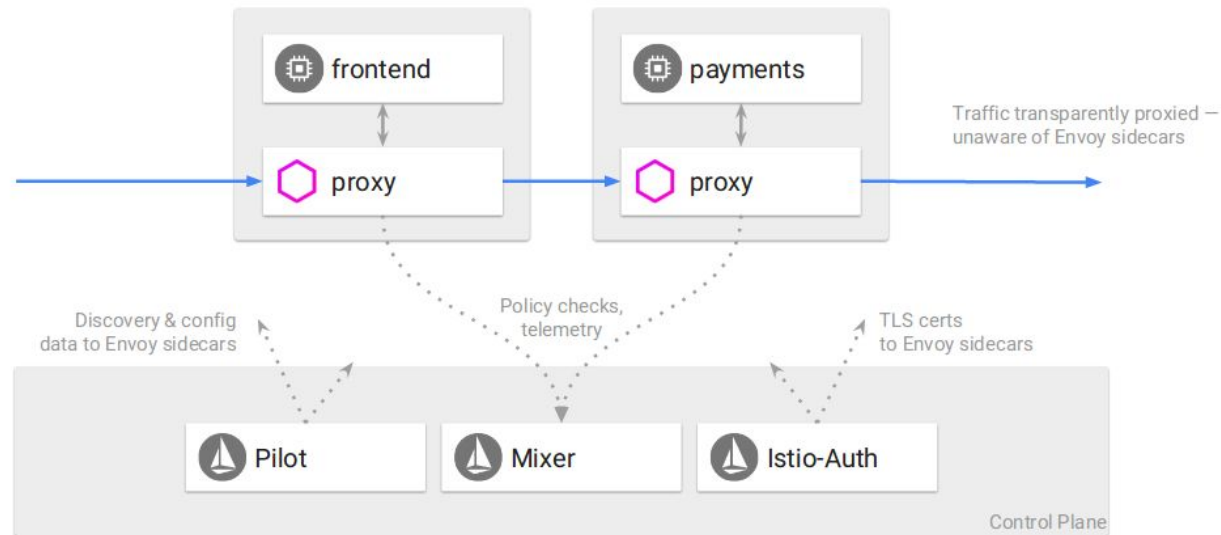 frontend
payments
Traffic transparently proxied —
unaware of Envoy sidecars
proxy
proxy
Policy checks,
telemetry
Discovery & config
data to Envoy sidecars
TLS certs
to Envoy sidecars
Pilot
Mixer
Istio-Auth
Control Plane